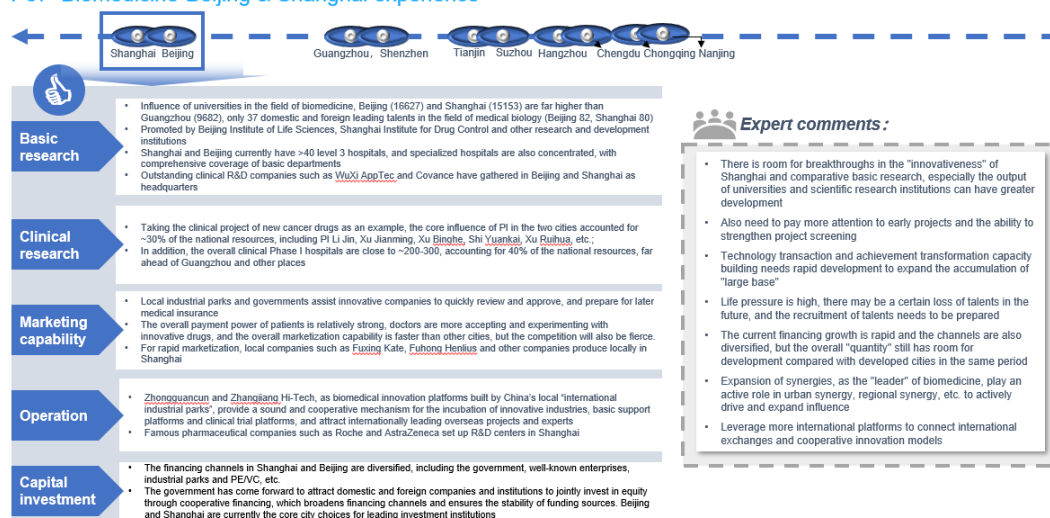 Biomedicine-Beijing & Shanghai experience
Shanghai Beijing
Guangzhou, Shenzhen
Tianjin Suzhou Hangzhou Chengdu Chongqing Nanjing
Basic
research
• Influence of universities in the field of biomedicine, Beijing (16627) and Shanghai (15153) are far higher than
Guangzhou (9682), only 37 domestic and foreign leading talents in the field of medical biology (Beijing 82, Shanghai 80)
• Promoted by Beijing Institute of Life Sciences, Shanghai Institute for Drug Control and other research and development
institutions
• Shanghai and Beijing currently have >40 level 3 hospitals, and specialized hospitals are also concentrated, with
comprehensive coverage of basic departments
• Outstanding clinical R&D companies such as WuXi AppTec and Covance have gathered in Beijing and Shanghai as
headquarters
Clinical
research
• Taking the clinical project of new cancer drugs as an example, the core influence of PI in the two cities accounted for
~30% of the national resources, including PI Li Jin, Xu Jianming, Xu Binghe, Shi Yuankai, Xu Ruihua, etc.;
• In addition, the overall clinical Phase I hospitals are close to ~200-300, accounting for 40% of the national resources, far
ahead of Guangzhou and other places
Marketing
capability
• Local industrial parks and governments assist innovative companies to quickly review and approve, and prepare for later
medical insurance
• The overall payment power of patients is relatively strong, doctors are more accepting and experimenting with
innovative drugs, and the overall marketization capability is faster than other cities, but the competition will also be fierce.
• For rapid marketization, local companies such as Fuxing Kate, Fuhong Henlius and other companies produce locally in
Shanghai
Operation
• Zhongguancun and Zhangjiang Hi-Tech, as biomedical innovation platforms built by China's local "international
industrial parks", provide a sound and cooperative mechanism for the incubation of innovative industries, basic support
platforms and clinical trial platforms, and attract internationally leading overseas projects and experts
• Famous pharmaceutical companies such as Roche and AstraZeneca set up R&D centers in Shanghai
Capital
investment
• The financing channels in Shanghai and Beijing are diversified, including the government, well-known enterprises,
industrial parks and PE/VC, etc.
• The government has come forward to attract domestic and foreign companies and institutions to jointly invest in equity
through cooperative financing, which broadens financing channels and ensures the stability of funding sources. Beijing
and Shanghai are currently the core city choices for leading investment institutions
Expert comments:
• There is room for breakthroughs in the "innovativeness" of
Shanghai and comparative basic research, especially the output
of universities and scientific research institutions can have greater
development
• Also need to pay more attention to early projects and the ability to
strengthen project screening
• Technology transaction and achievement transformation capacity
building needs rapid development to expand the accumulation of
"large base"
• Life pressure is high, there may be a certain loss of talents in the
future, and the recruitment of talents needs to be prepared
• The current financing growth is rapid and the channels are also
diversified, but the overall "quantity" still has room for
development compared with developed cities in the same period
• Expansion of synergies, as the "leader" of biomedicine, play an
active role in urban synergy, regional synergy, etc. to actively
drive and expand influence
• Leverage more international platforms to connect international
exchanges and cooperative innovation models